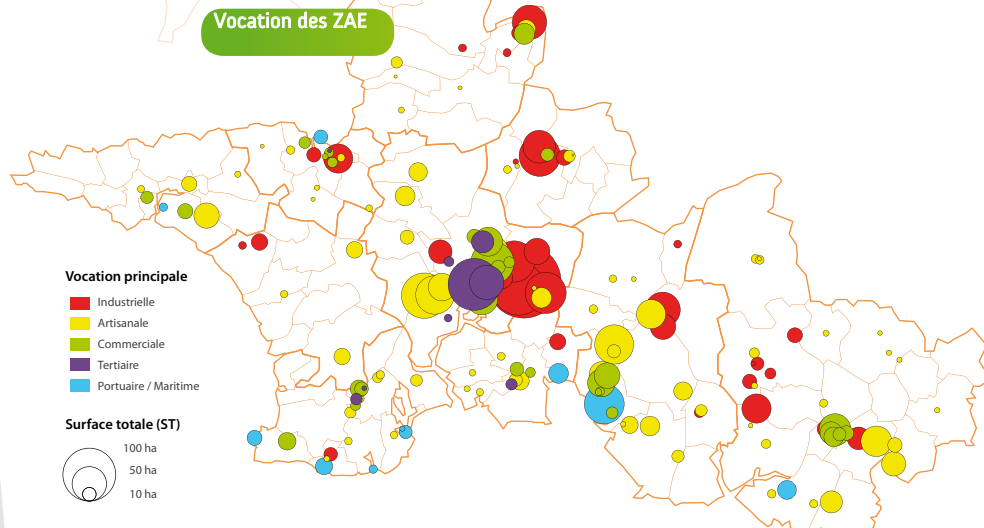 Vocation des ZAE
Vocation principale
Industrielle
Artisanale
Commerciale
Tertiaire
Portuaire / Maritime
Surface totale (ST)
100 ha
50 ha
10 ha